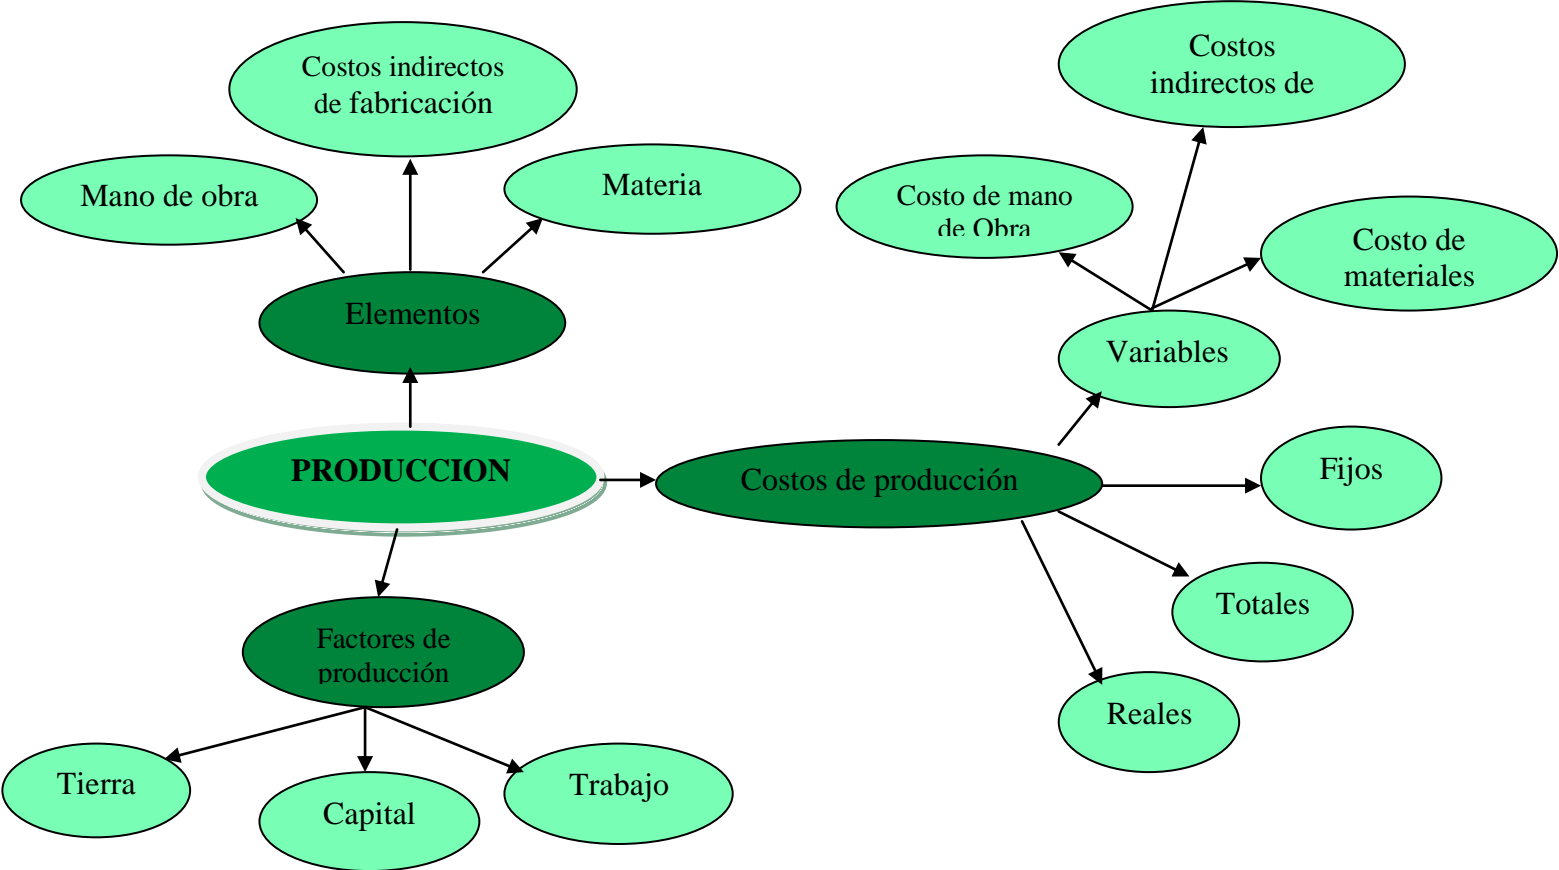 Costos indirectos
de fabricación
Costos
indirectos de
Mano de obra
Materia
Costo de mano
de Obra
Costo de
materiales
Elementos
Variables
PRODUCCION
Costos de producción
Fijos
Totales
Factores de
producción
Reales
Tierra
Capital
Trabajo